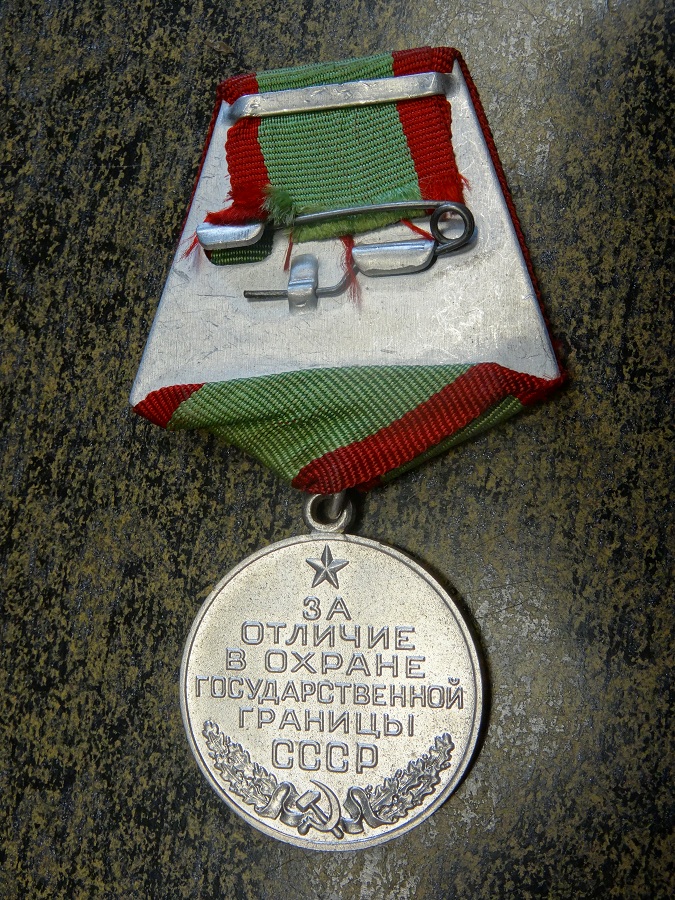 ЗА
ОТЛИЧИЕ
В ОХРАНЕ
ГОСУДАРСТВЕННОЙ
ГРАНИЦЫ
СССР